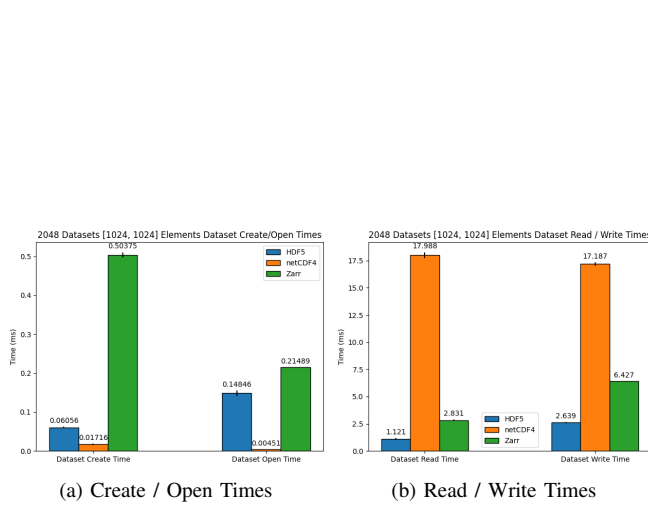 2048 Datasets [1024, 1024] Elements Dataset Create/Open Times
0.50375
HDF5
netCDF4
Zarr
0.5
0.4
0.3
0.2
0.1
0.0
Time (ms)
0.06056
0.01716
0.14846
0.00451
0.21489
Dataset Create Time
Dataset Open Time
(a) Create / Open Times
2048 Datasets [1024, 1024] Elements Dataset Read / Write Times
17.988
17.187
17.5
15.0
12.5
10.0
7.5
5.0
2.5
0.0
Time (ms)
1.121
2.831
2.639
6.427
HDF5
netCDF4
Zarr
Dataset Read Time
Dataset Write Time
(b) Read / Write Times